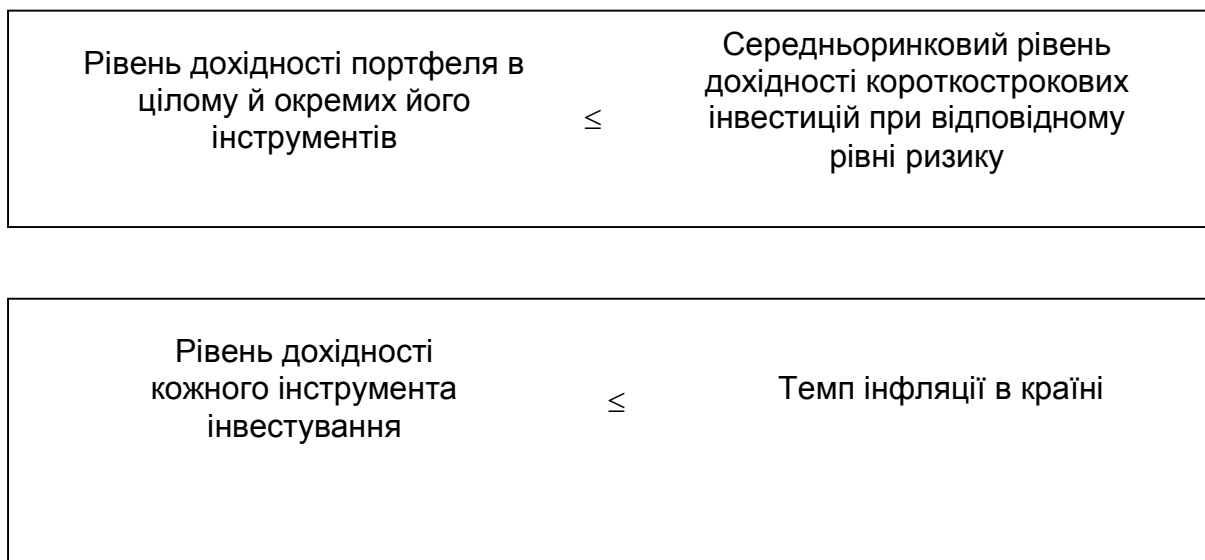 Рівень дохідності портфеля в
цілому й окремих його
інструментів
≤
Середньоринковий рівень
дохідності короткострокових
інвестицій при відповідному
рівні ризику
Рівень дохідності
кожного інструмента
інвестування
≤
Темп інфляції в країні